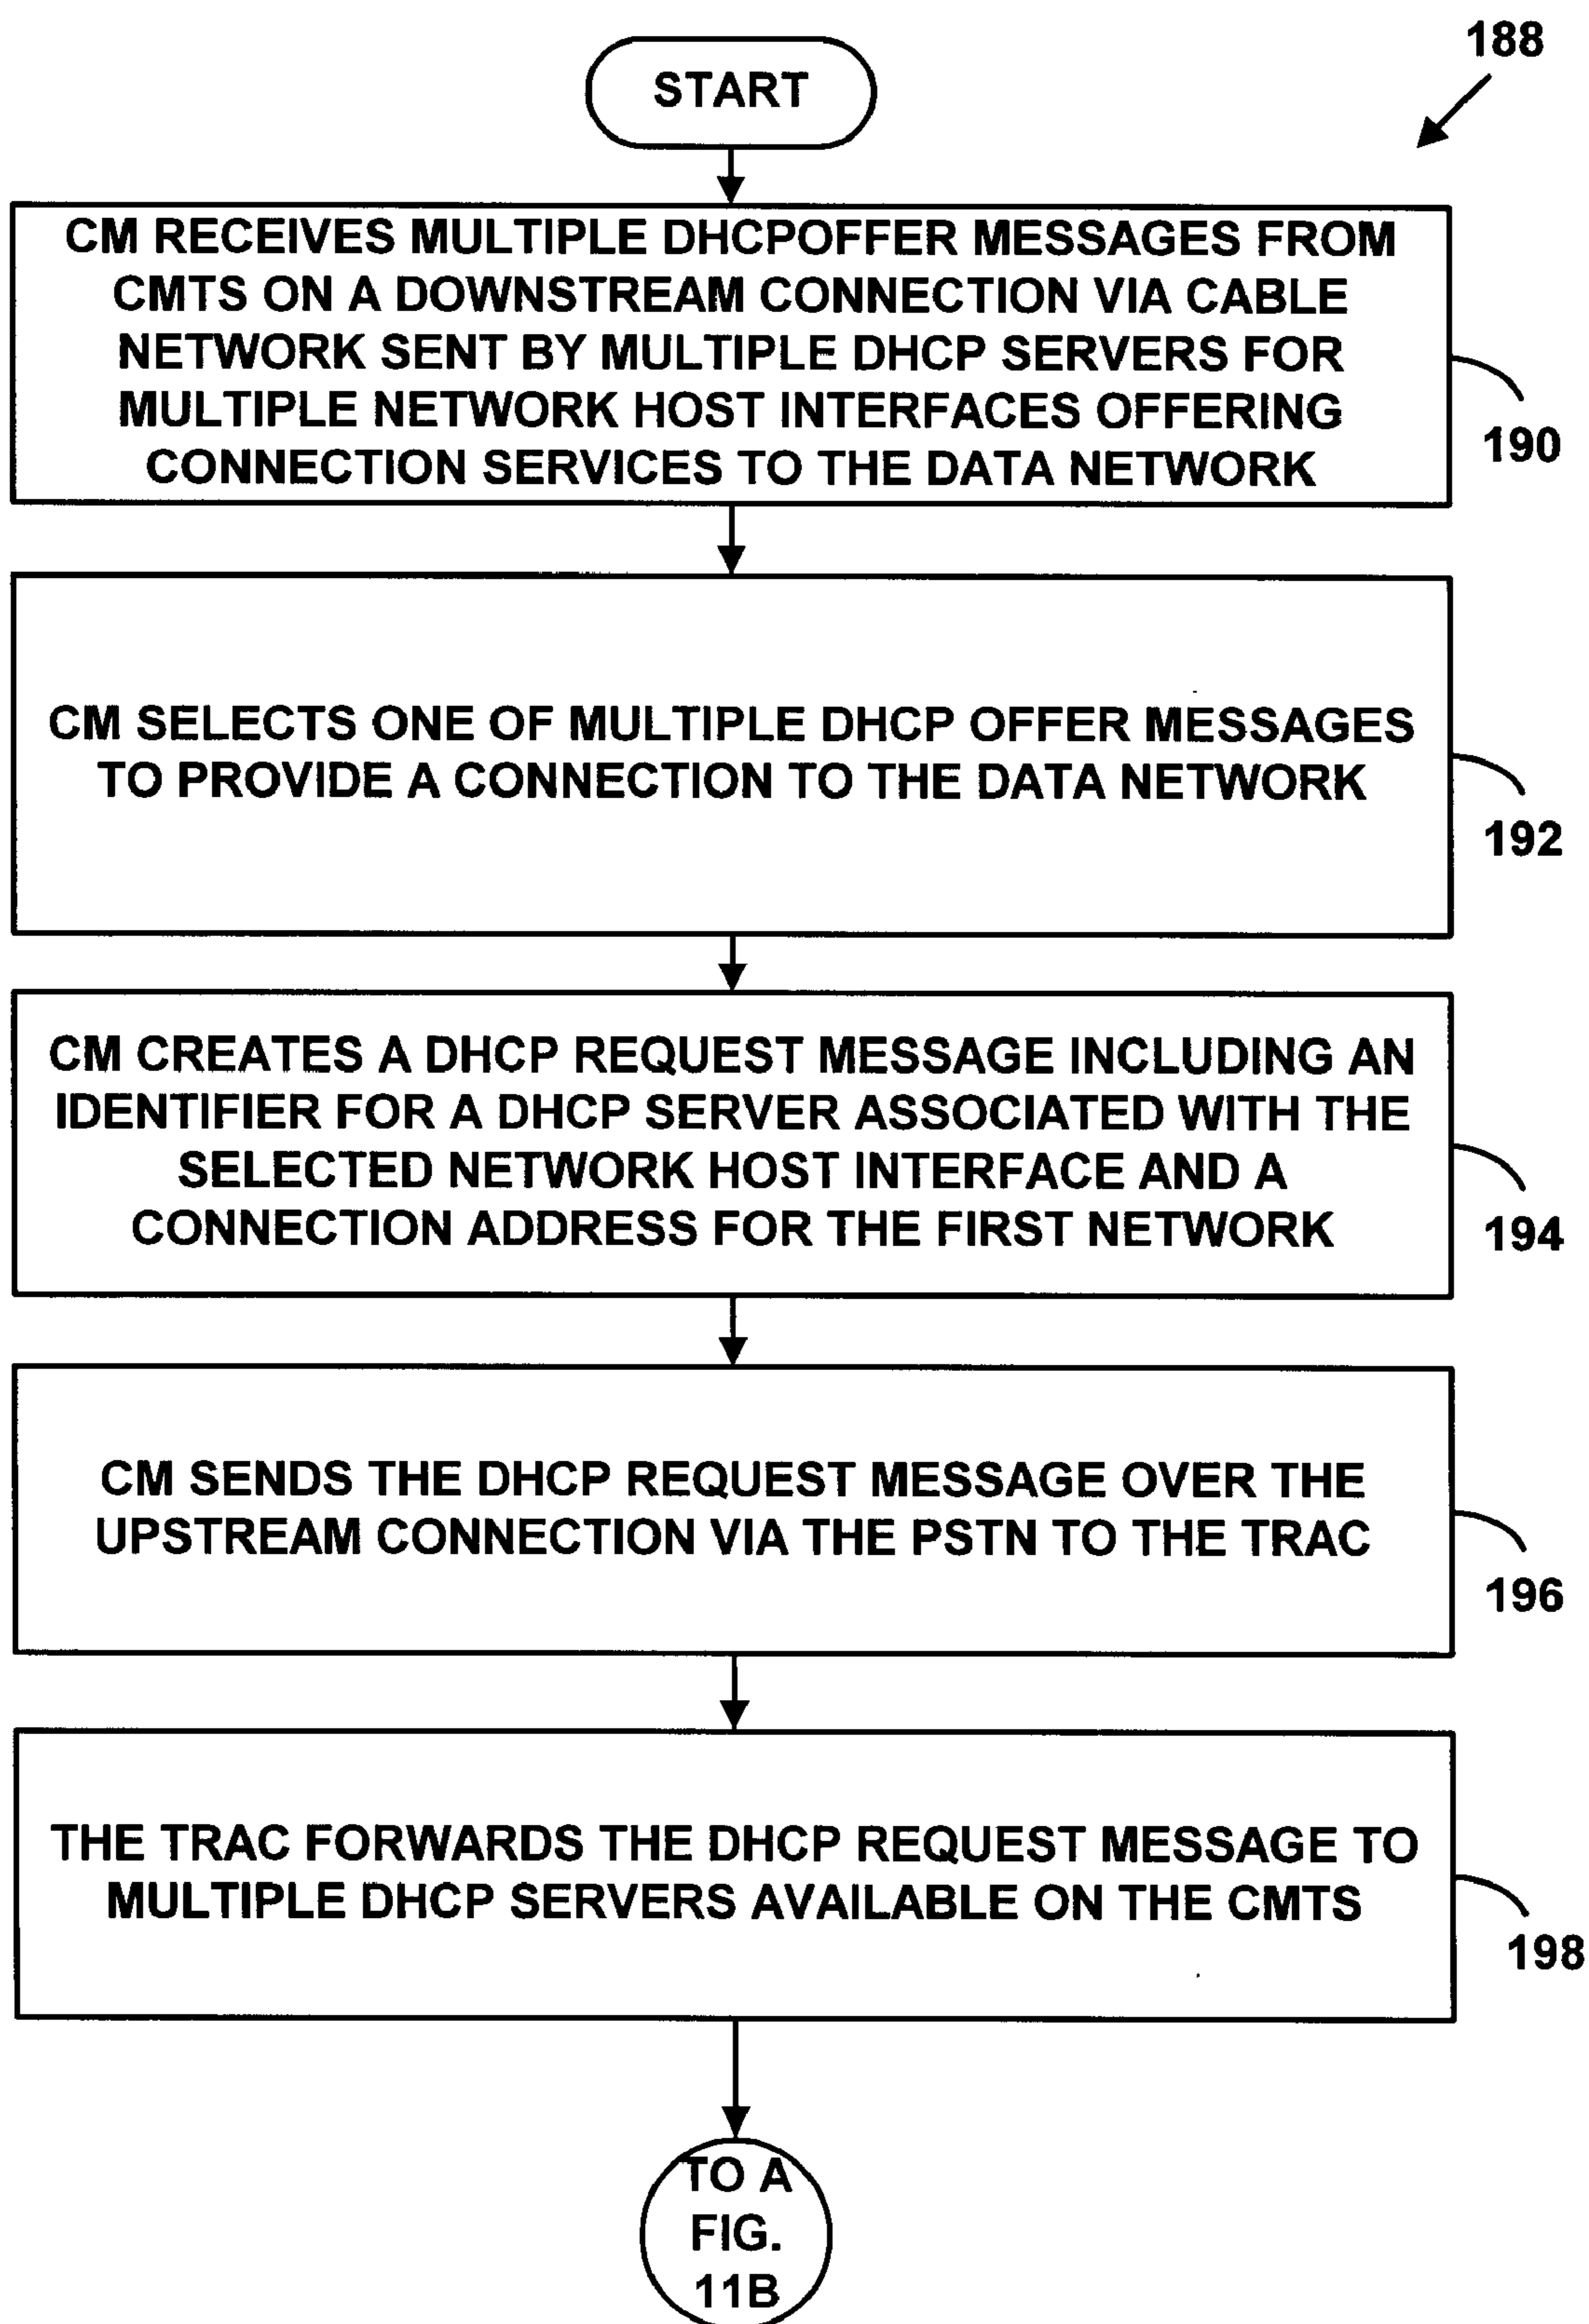 188
START
CM RECEIVES MULTIPLE DHCPOFFER MESSAGES FROM
CMTS ON A DOWNSTREAM CONNECTION VIA CABLE
NETWORK SENT BY MULTIPLE DHCP SERVERS FOR
MULTIPLE NETWORK HOST INTERFACES OFFERING
CONNECTION SERVICES TO THE DATA NETWORK
190
CM SELECTS ONE OF MULTIPLE DHCP OFFER MESSAGES
TO PROVIDE A CONNECTION TO THE DATA NETWORK
192
CM CREATES A DHCP REQUEST MESSAGE INCLUDING AN
IDENTIFIER FOR A DHCP SERVER ASSOCIATED WITH THE
SELECTED NETWORK HOST INTERFACE AND A
CONNECTION ADDRESS FOR THE FIRST NETWORK
194
CM SENDS THE DHCP REQUEST MESSAGE OVER THE
UPSTREAM CONNECTION VIA THE PSTN TO THE TRAC
196
THE TRAC FORWARDS THE DHCP REQUEST MESSAGE TO
MULTIPLE DHCP SERVERS AVAILABLE ON THE CMTS
198
TO A
FIG.
11B